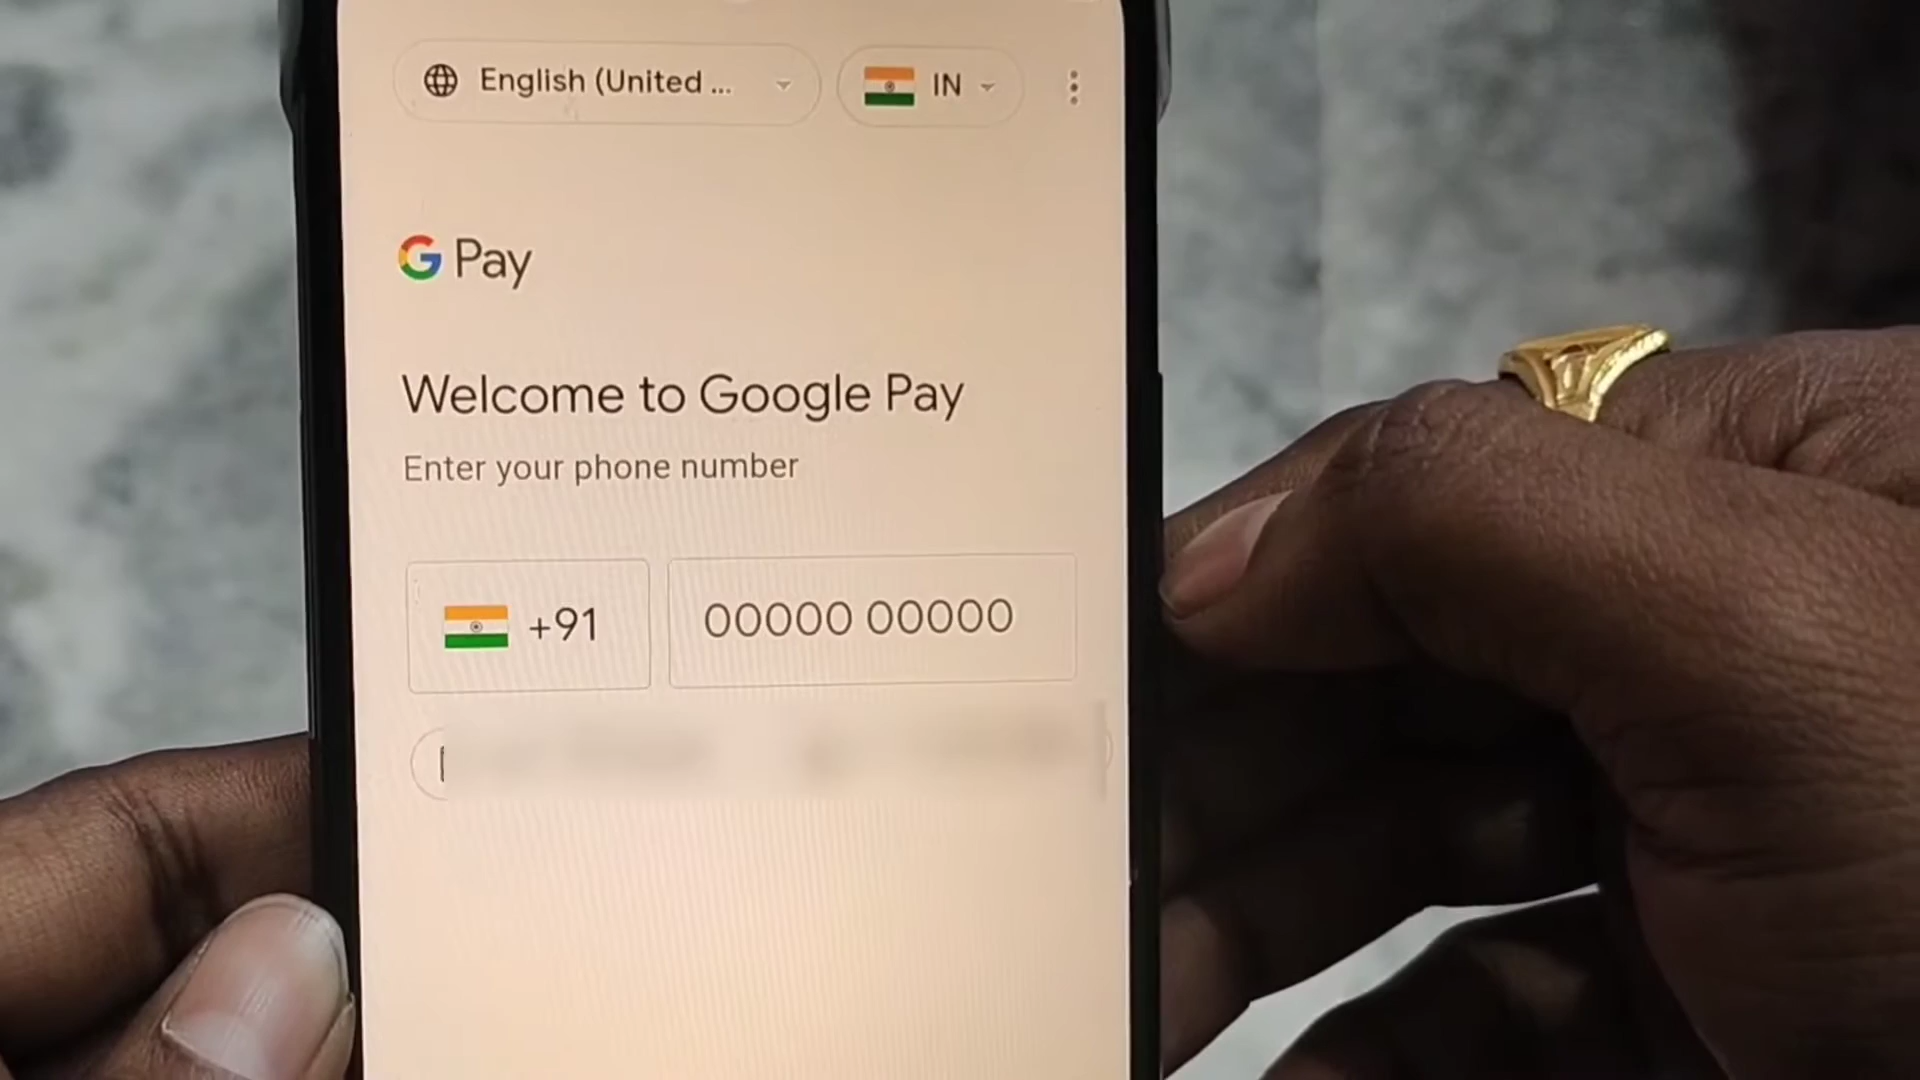 English (United ...
IN
G Pay
Welcome to Google Pay
Enter your phone number
+91
00000 00000